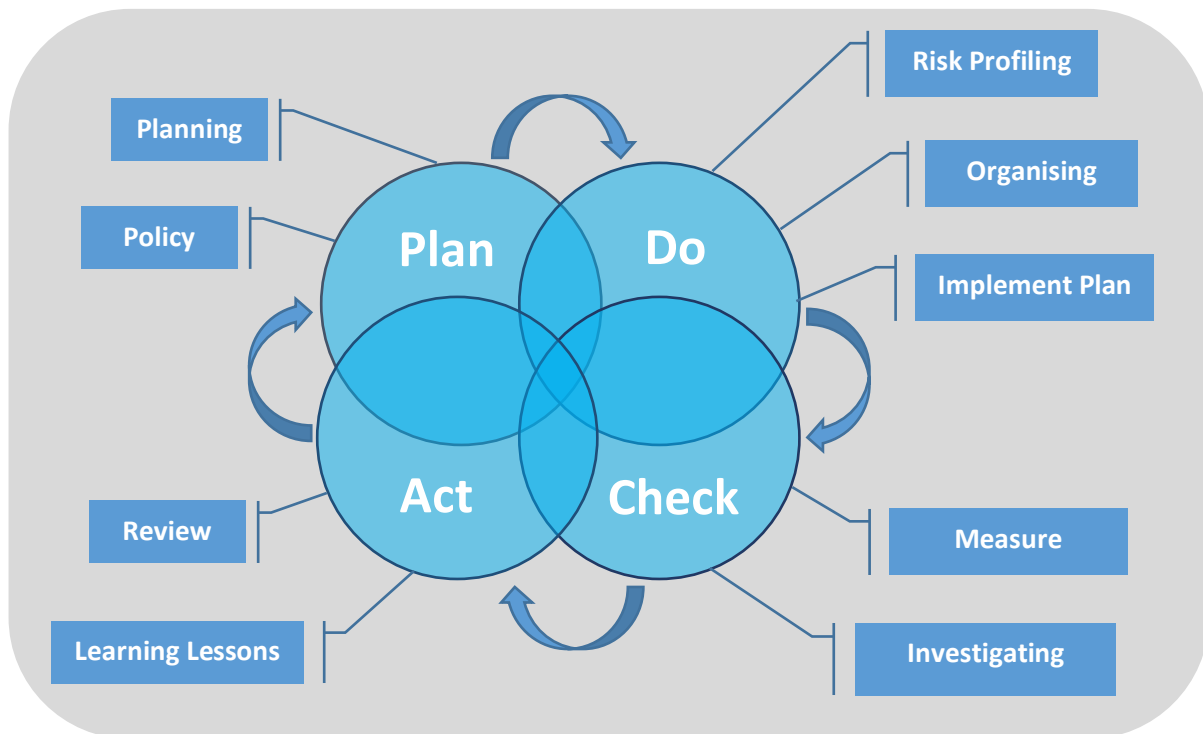 Risk Profiling
Planning
Organising
Policy
Plan
Do
Implement Plan
Act
Check
Review
Measure
Learning Lessons
Investigating